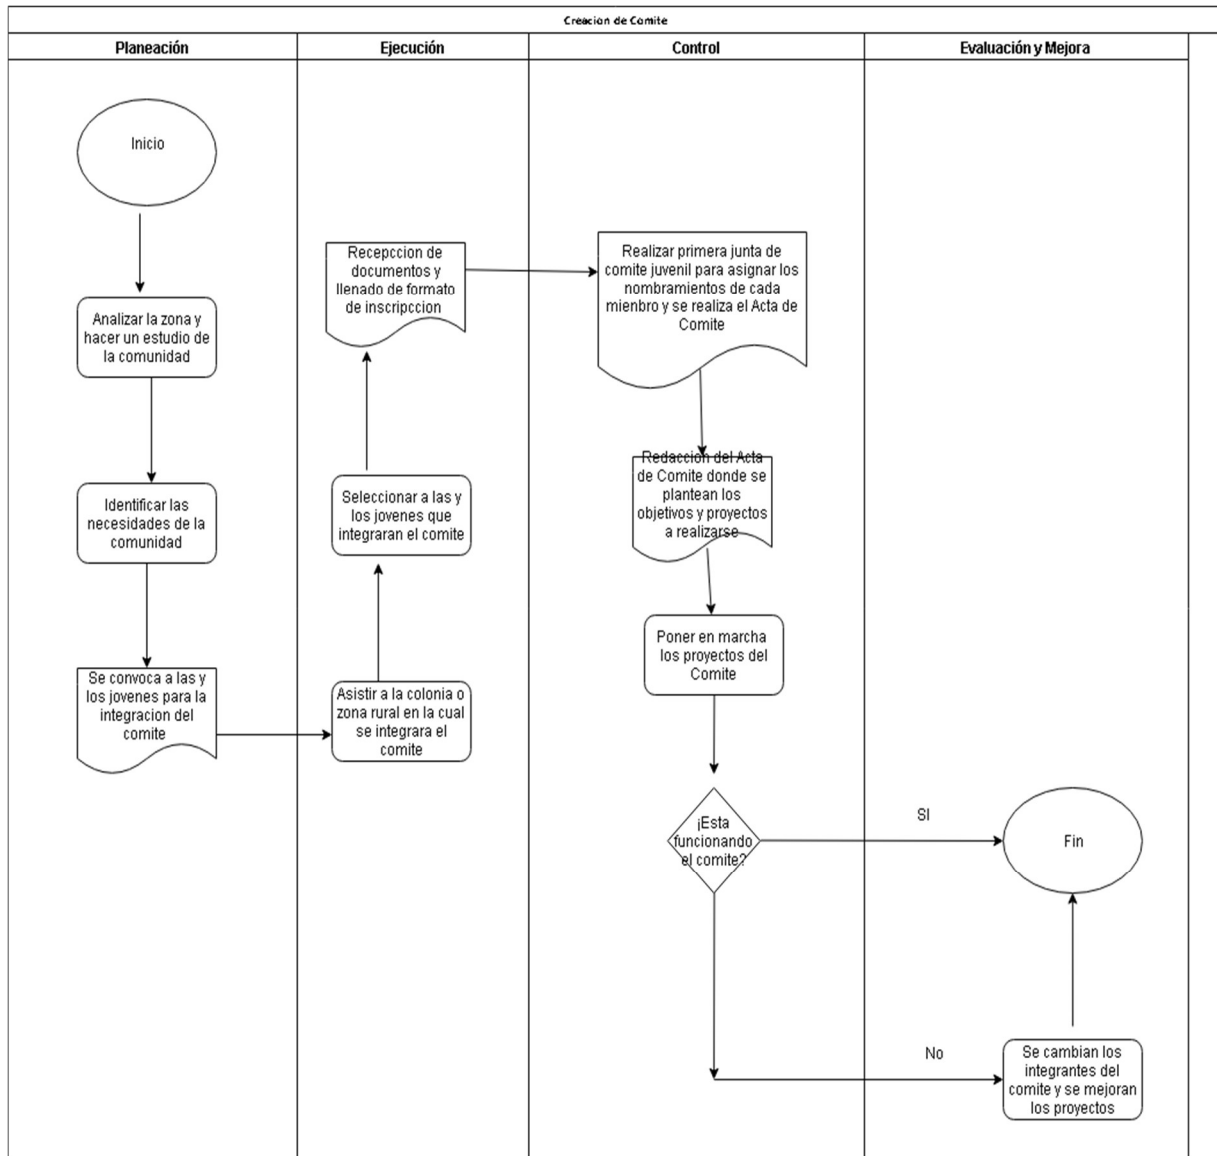 Creacion de Comite
Planeación
Ejecución
Control
Evaluación y Mejora
Inicio
Analizar la zona y
hacer un estudio de
la comunidad
Identificar las
necesidades de la
comunidad
Se convoca a las y
los jovenes para la
integracion del
comite
Asistir a la colonia o
zona rural en la cual
se integrara el
comite
Seleccionar a las y
los jovenes que
integraran el comite
Recepccion de
documentos y
llenado de formato
de inscripccion
Realizar primera junta de
comite juvenil para asignar los
nombramientos de cada
mienbro y se realiza el Acta de
Comite
Redaccion del Acta
de Comite donde se
plantean los
objetivos y proyectos
a realizarse
Poner en marcha
los proyectos del
Comite
¡Esta
funcionando
el comite?
SI
Fin
No
Se cambian los
integrantes del
comite y se mejoran
los proyectos